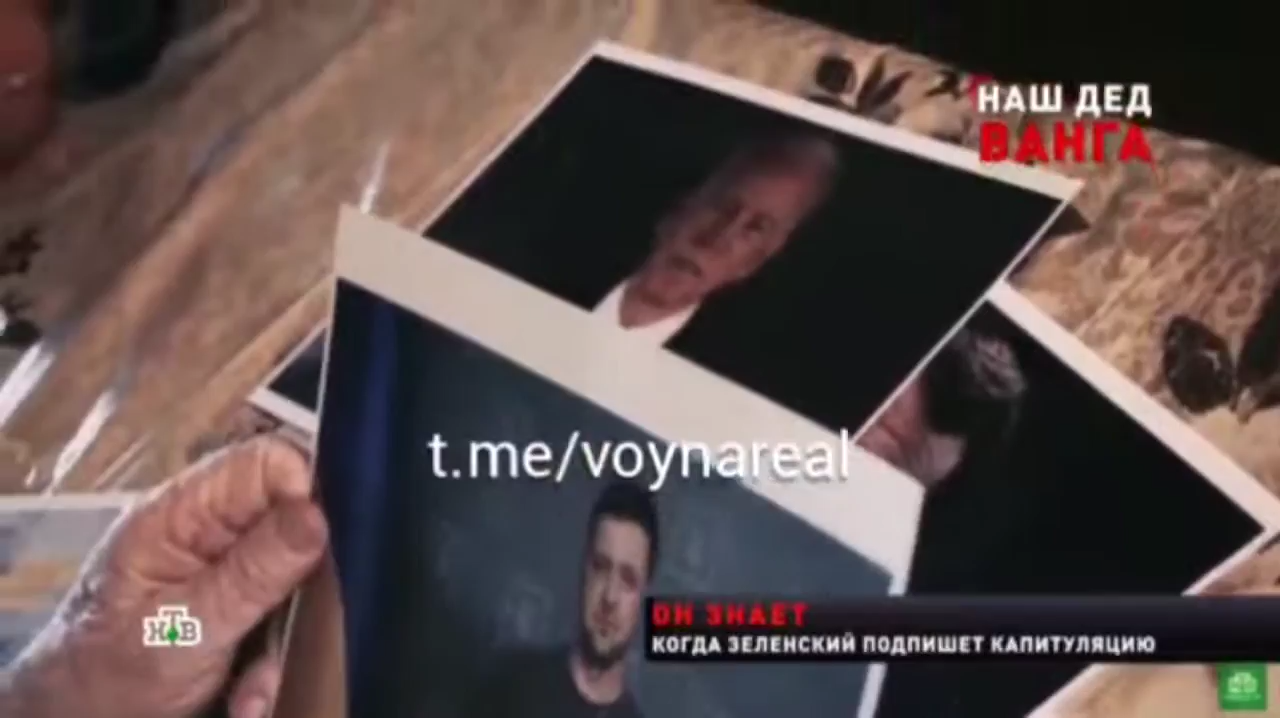 НАШ ДЕД
ВАНГА
t.me/voynareal
ОН ЗНАЕТ
КОГДА ЗЕЛЕНСКИЙ ПОДПИШЕТ КАПИТУЛЯЦИЮ
НТВ